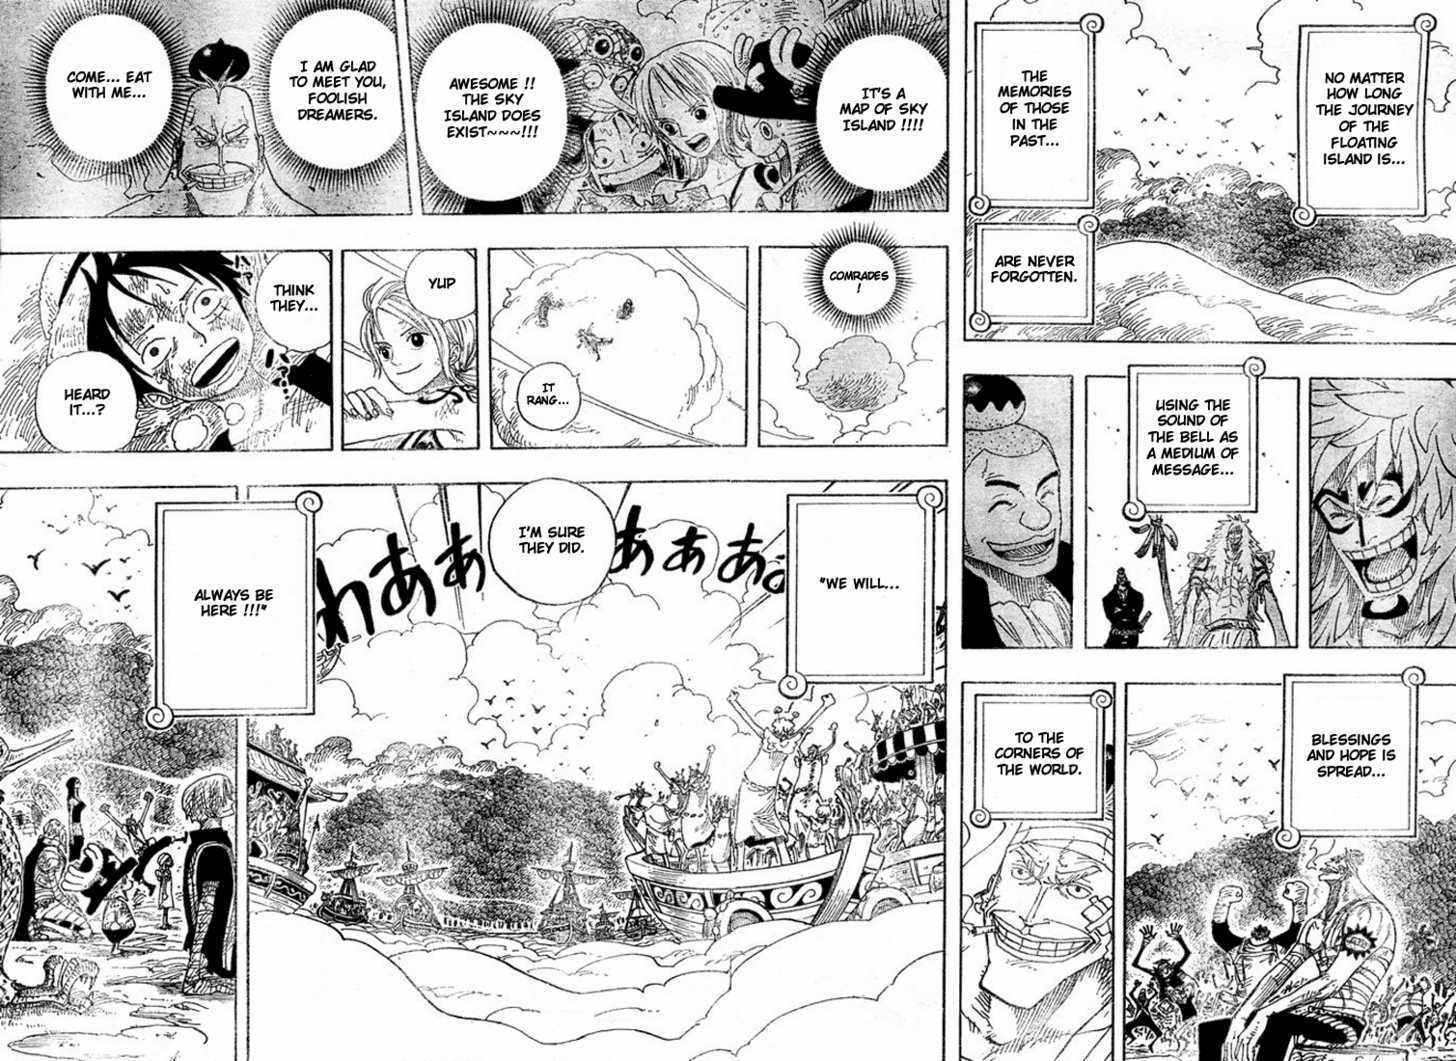 NO MATTER
HOW LONG
THE JOURNEY
OF THE
FLOATING
ISLAND IS...
THE
MEMORIES
OF THOSE
IN THE
PAST...
ARE NEVER
FORGOTTEN.
USING THE
SOUND OF
THE BELL AS
A MEDIUM OF
MESSAGE...
BLESSINGS
AND HOPE IS
SPREAD...
TO THE
CORNERS OF
THE WORLD.
IT'S A
MAP OF SKY
ISLAND !!!!
AWESOME !!
THE SKY
ISLAND DOES
EXIST~~~!!!
I AM GLAD
TO MEET YOU,
FOOLISH
DREAMERS.
COME... EAT
WITH ME...
COMRADES
!
IT
RANG...
YUP
THINK
THEY...
HEARD
IT...?
"WE WILL...
I'M SURE
THEY DID.
わああああああ
ALWAYS BE
HERE !!!"